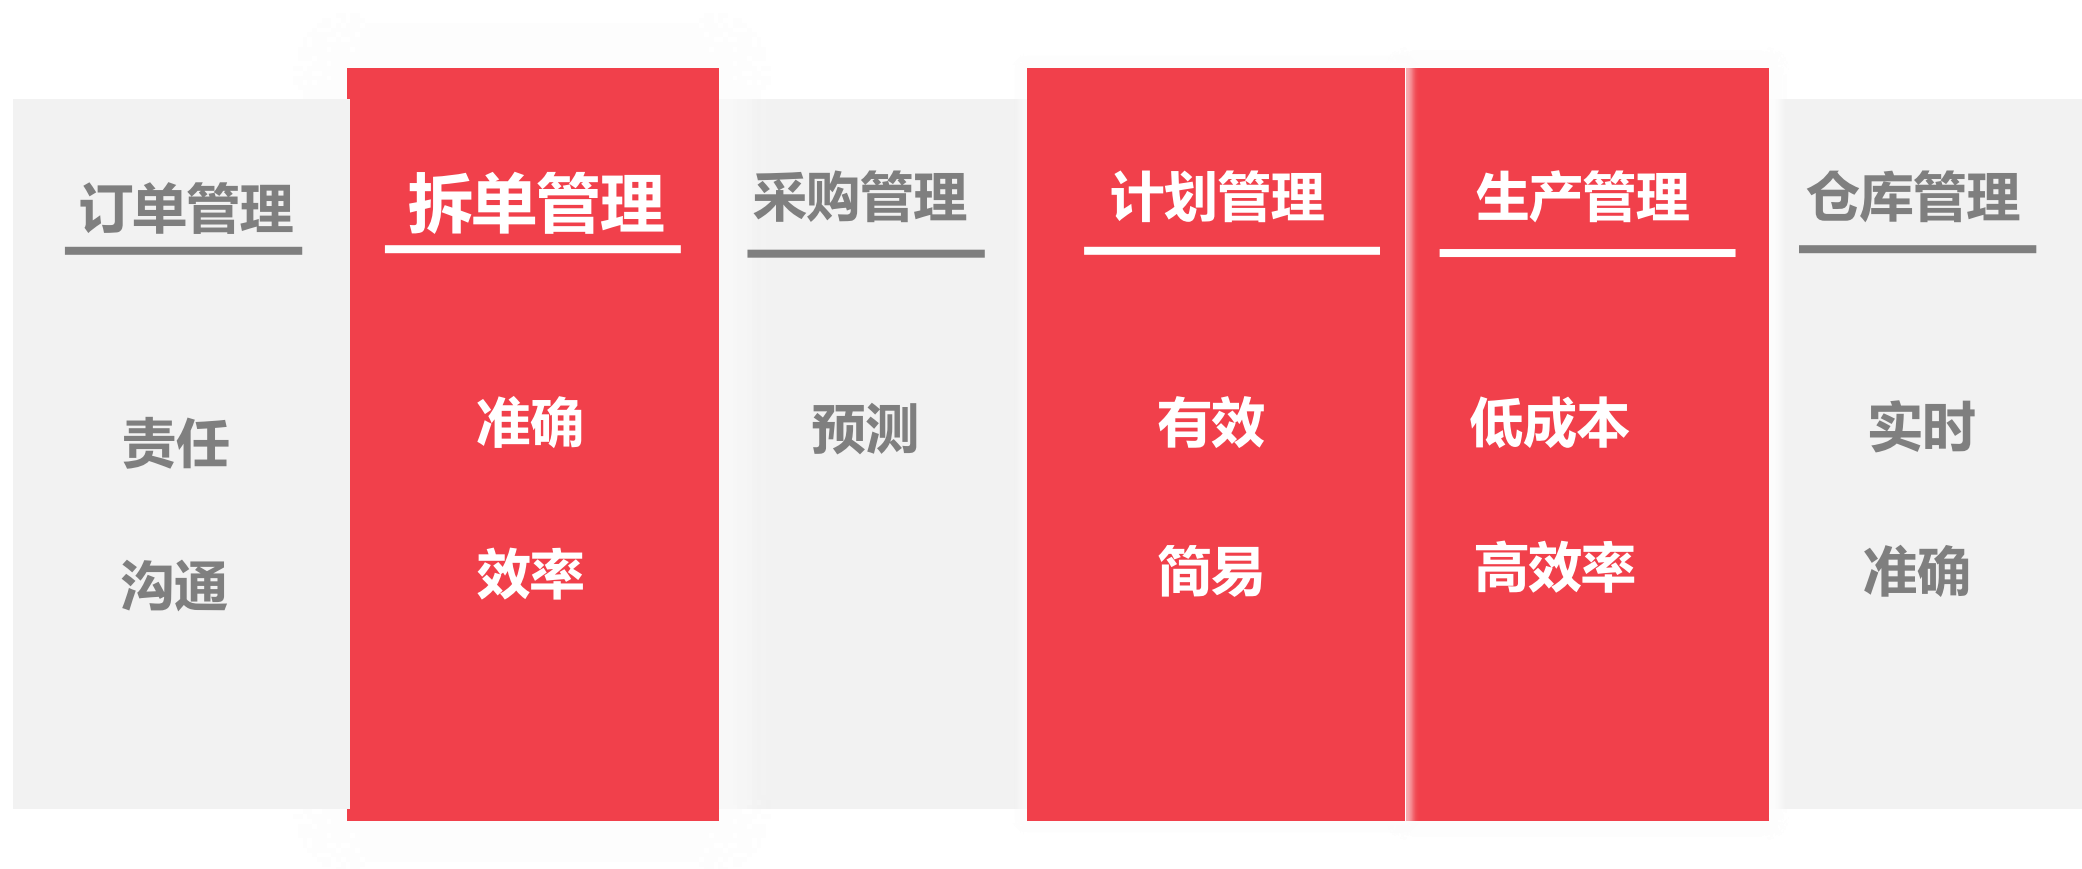 订单管理
责任
沟通
拆单管理
准确
效率
采购管理
预测
计划管理
有效
简易
生产管理
低成本
高效率
仓库管理
实时
准确